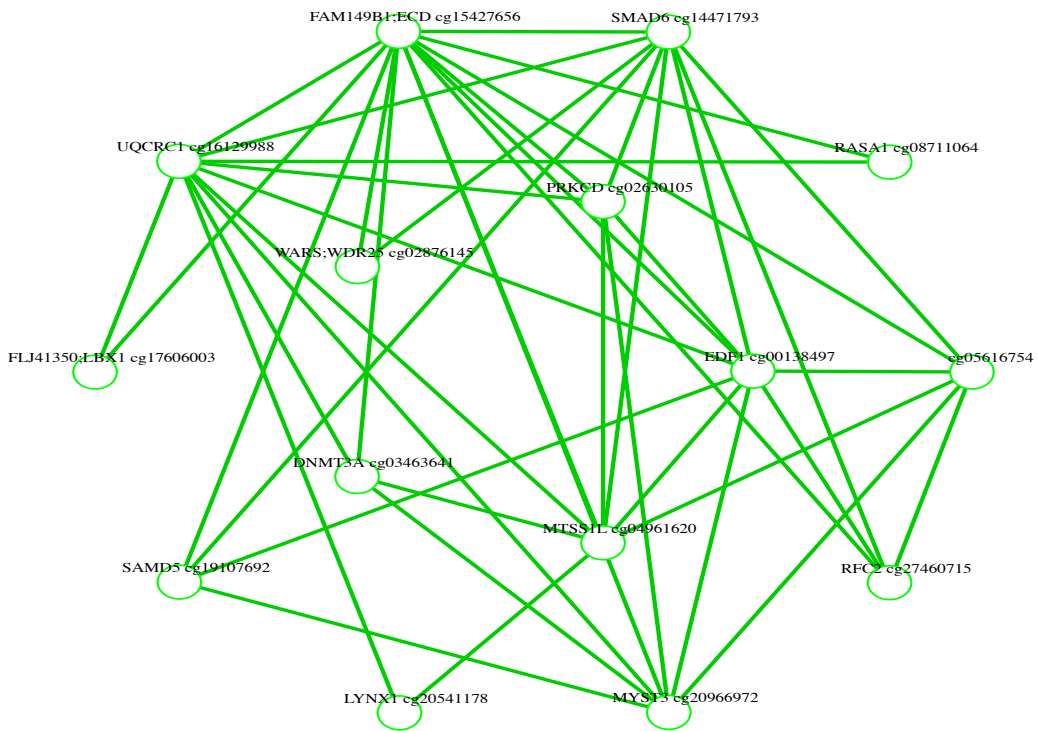 FAM149B1;ECD cg15427656
SMAD6 cg14471793
UQCRC1 cg16129988
RASA1 cg08711064
PRKCD cg02630105
WARS;WDR25 cg02876145
FLJ41350;LBX1 cg17606003
EDF1 cg00138497
cg05616754
DNMT3A cg03463641
MTSS1L cg04961620
SAMD5 cg19107692
RFC2 cg27460715
LYNX1 cg20541178
MYST3 cg20966972